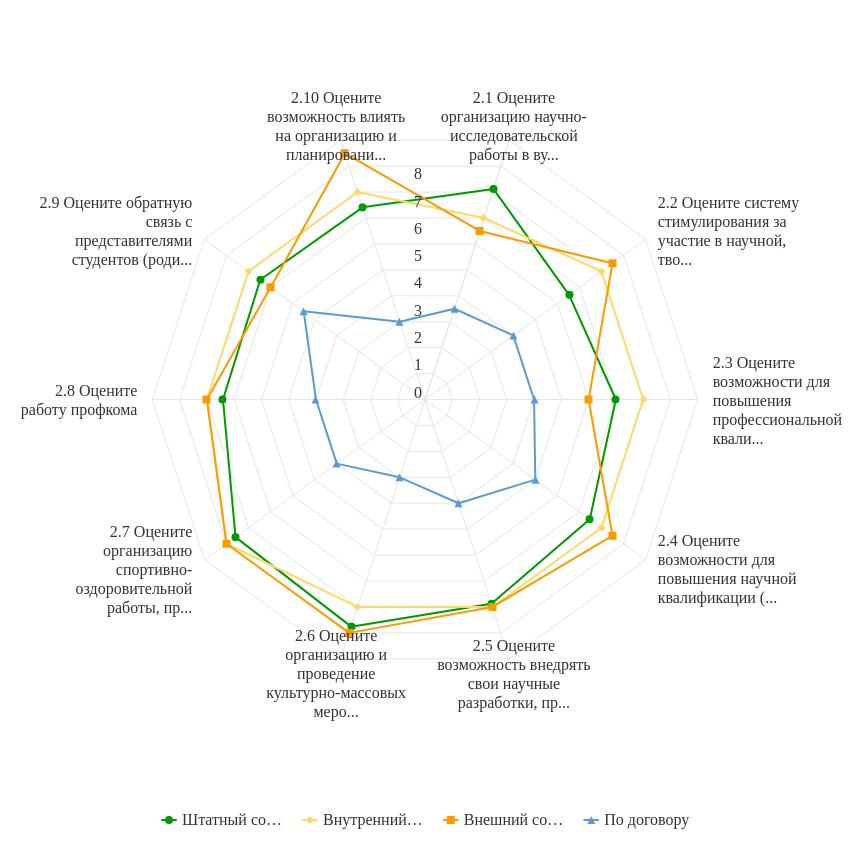 2.10 Оцените
возможность влиять
на организацию и
планировани...
2.1 Оцените
организацию научно-
исследовательской
работы в ву...
2.9 Оцените обратную
связь с
представителями
студентов (роди...
2.2 Оцените систему
стимулирования за
участие в научной,
тво...
8
7
6
5
4
3
2
1
0
2.8 Оцените
работу профкома
2.3 Оцените
возможности для
повышения
профессиональной
квали...
2.7 Оцените
организацию
спортивно-
оздоровительной
работы, пр...
2.4 Оцените
возможности для
повышения научной
квалификации (...
2.6 Оцените
организацию и
проведение
культурно-массовых
меро...
2.5 Оцените
возможность внедрять
свои научные
разработки, пр...
Штатный со… Внутренний… Внешний со… По договору